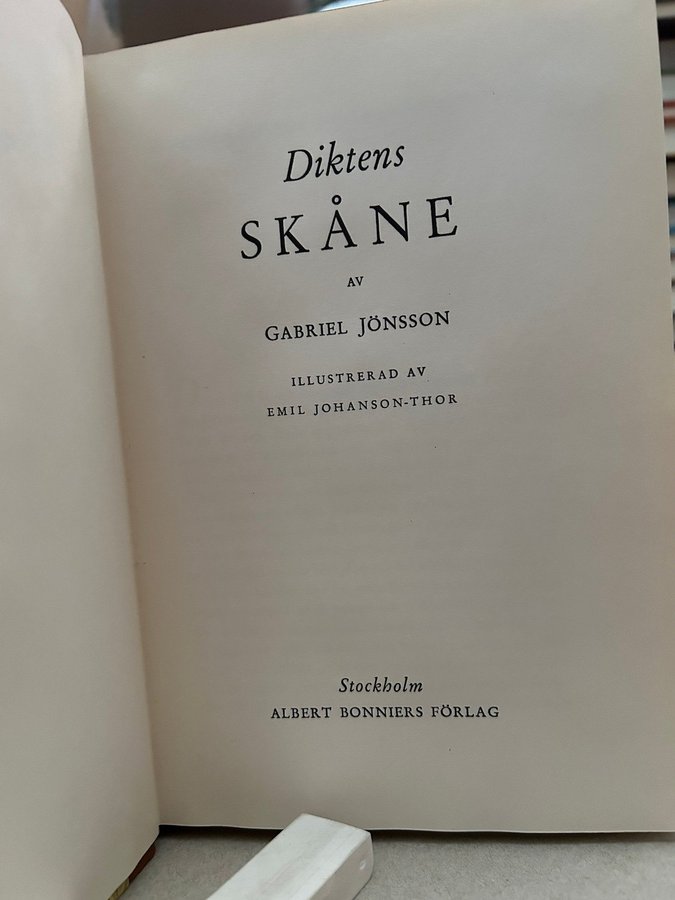 Diktens
SKÅNE
AV
GABRIEL JÖNSSON
ILLUSTRERAD AV
EMIL JOHANSON-THOR
Stockholm
ALBERT BONNIERS FÖRLAG